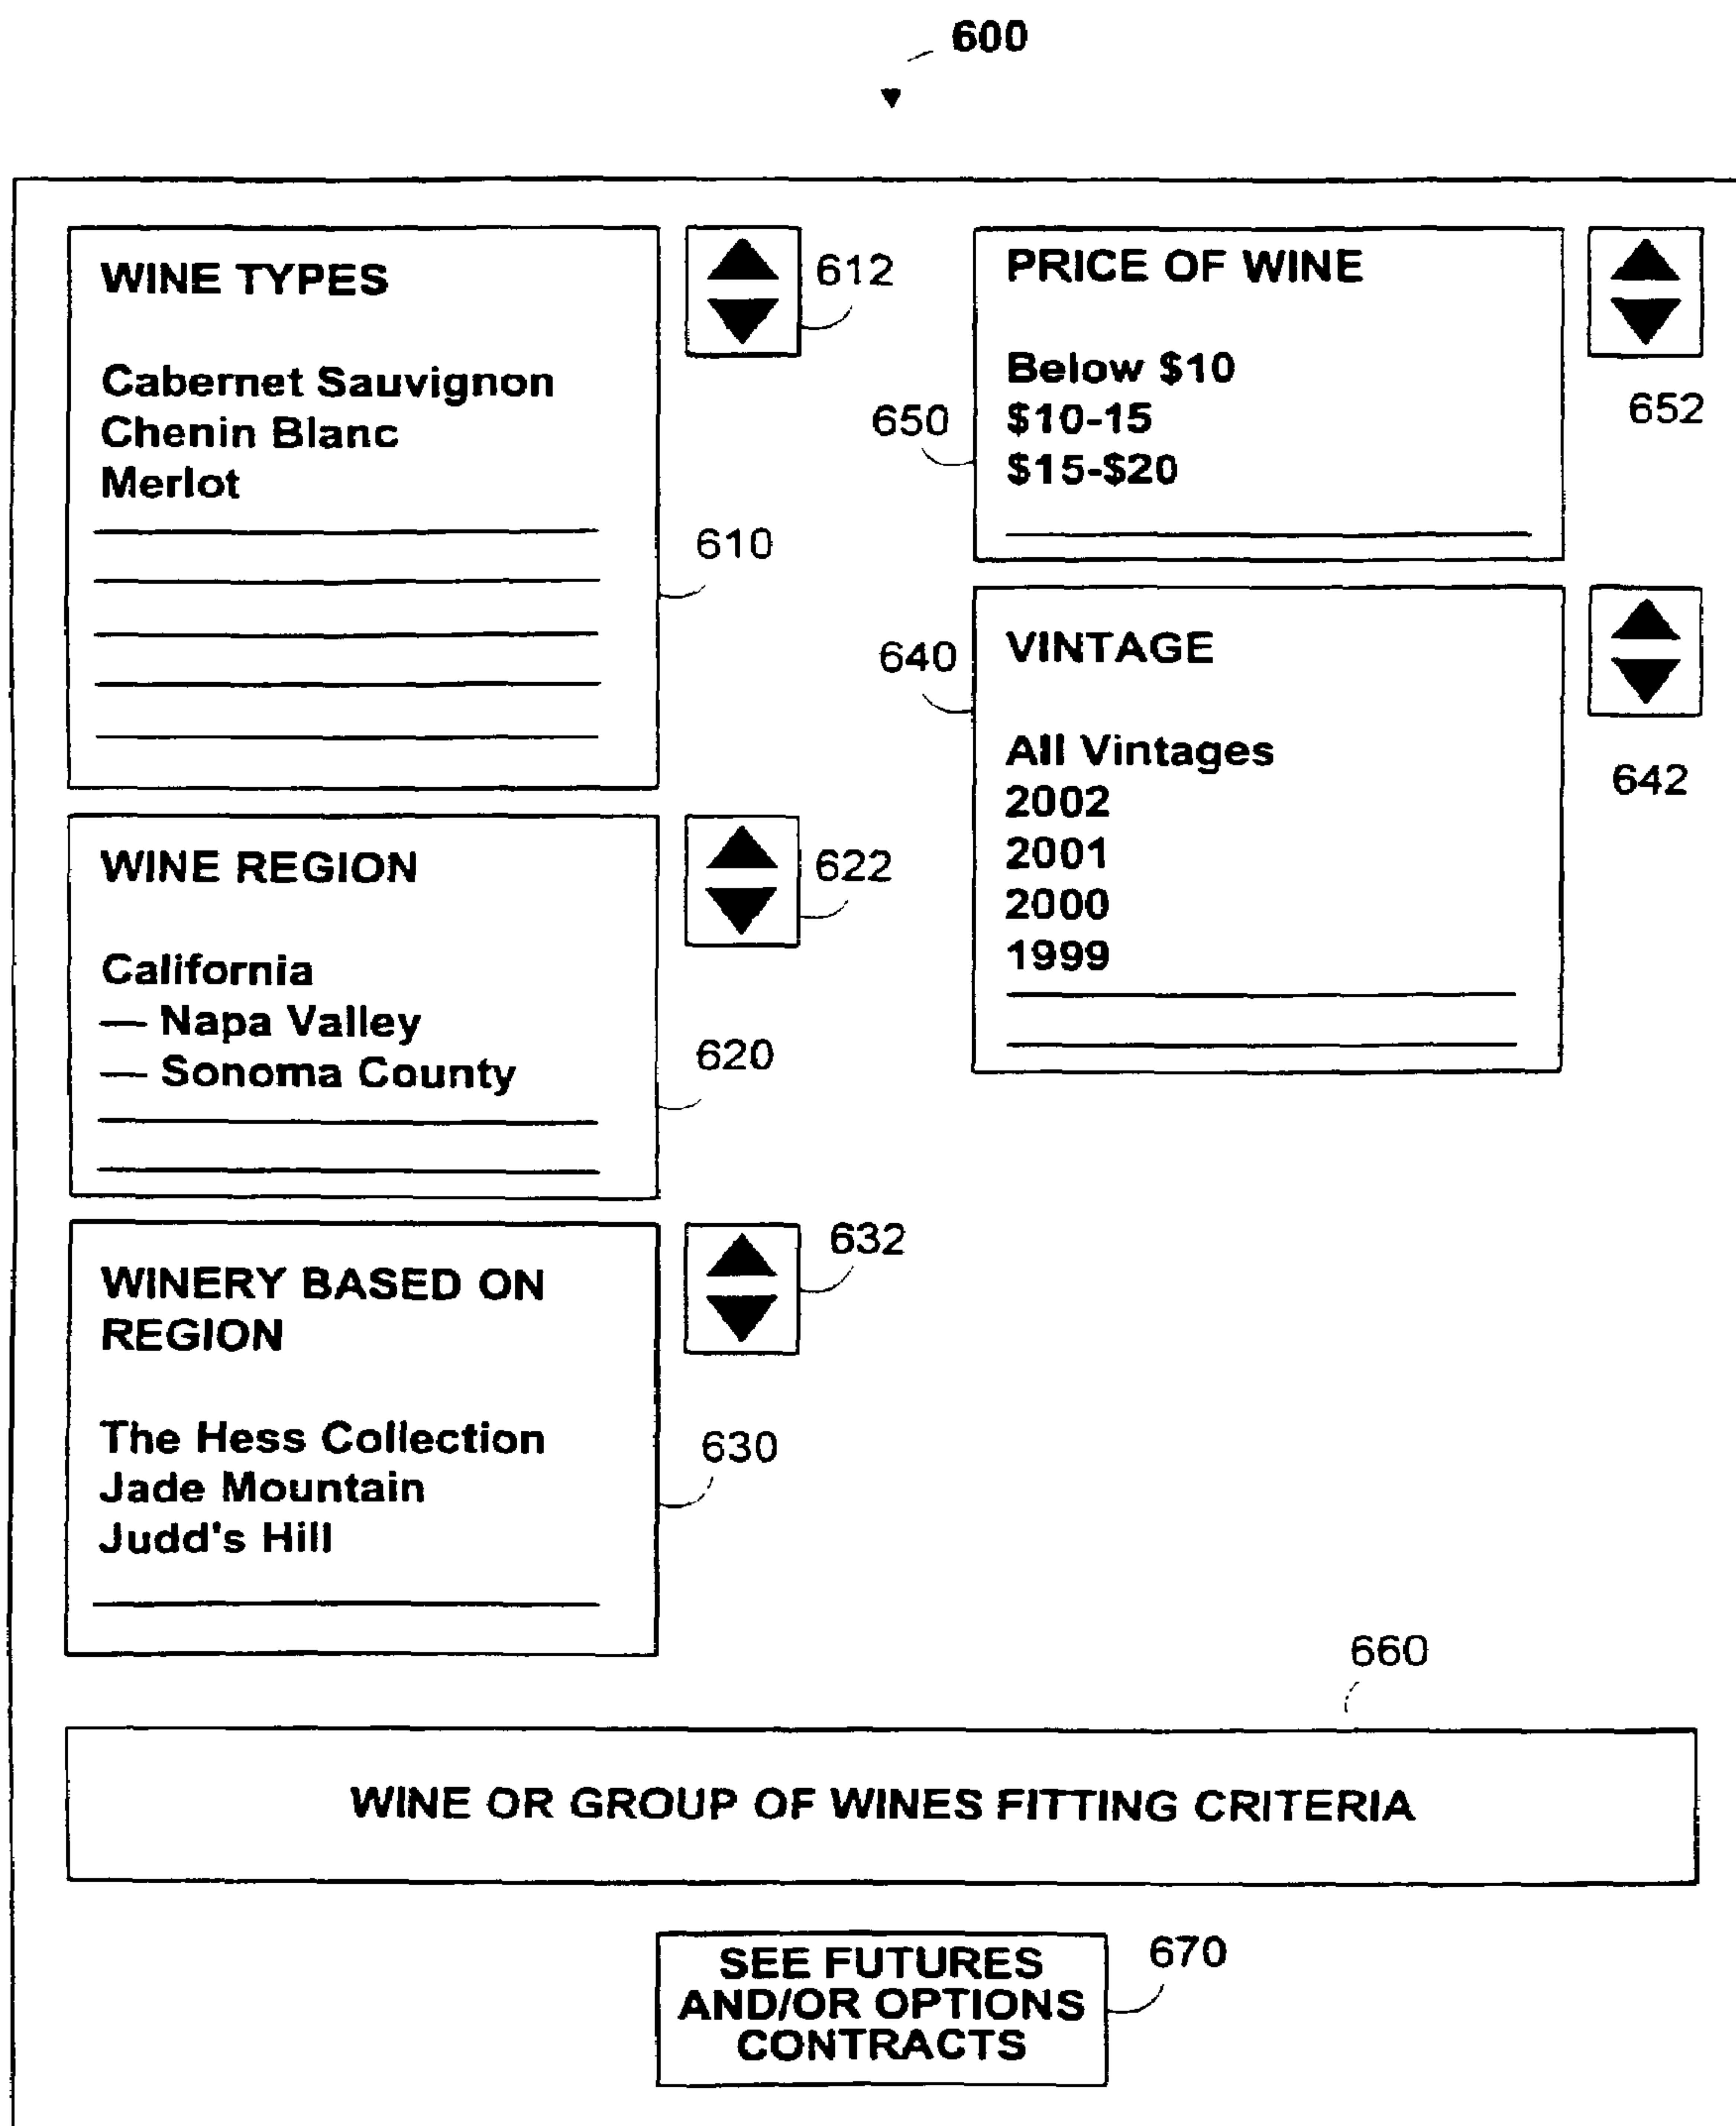 600
WINE TYPES
Cabernet Sauvignon
Chenin Blanc
Merlot
612
610
WINE REGION
California
— Napa Valley
— Sonoma County
622
620
WINERY BASED ON
REGION
The Hess Collection
Jade Mountain
Judd's Hill
632
630
PRICE OF WINE
Below $10
$10-15
$15-$20
650
652
VINTAGE
All Vintages
2002
2001
2000
1999
640
642
660
WINE OR GROUP OF WINES FITTING CRITERIA
SEE FUTURES
AND/OR OPTIONS
CONTRACTS
670